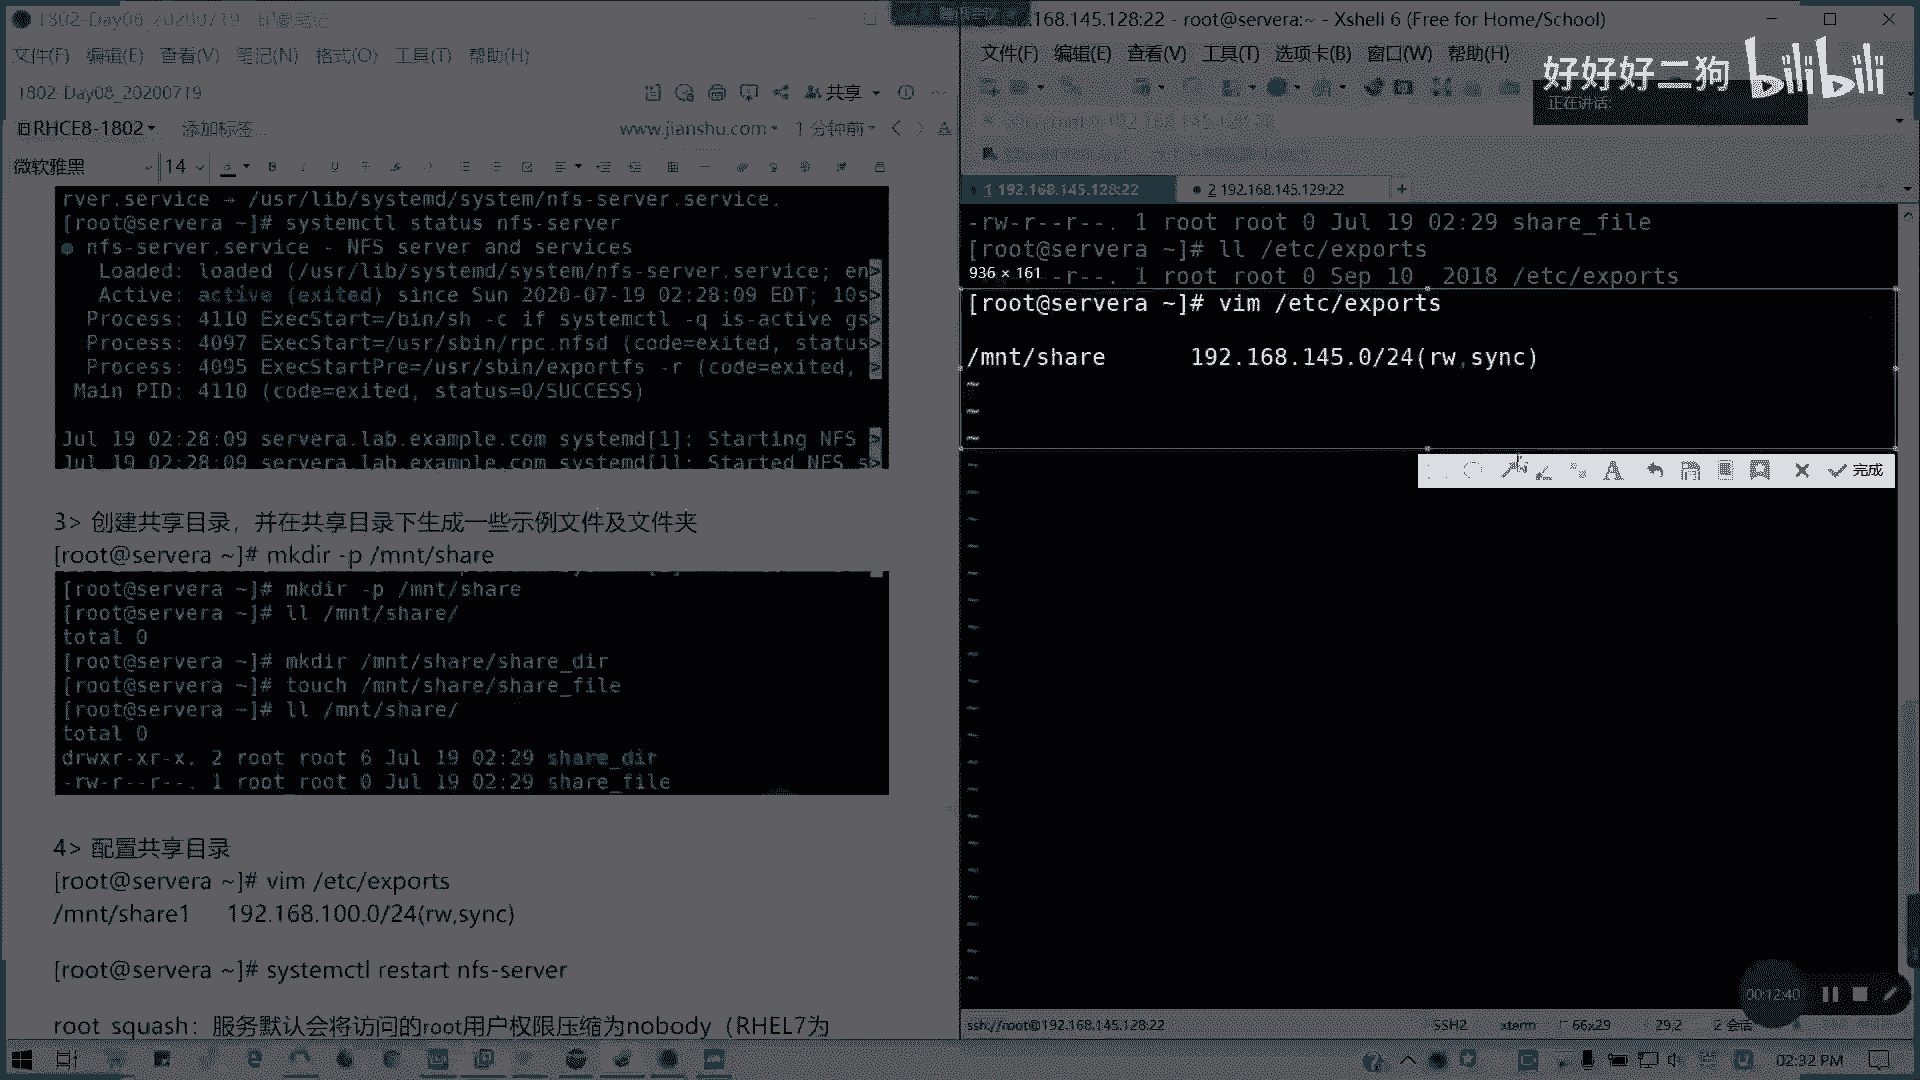 文件(F) 编辑(E) 查看(V) 笔记(N) 格式(O) 工具(T) 帮助(H)
1802-Day08_20200719
共享
RHCE8-1802
添加标签...
www.jianshu.com
1 分钟前
微软雅黑
14
rver.service → /usr/lib/systemd/system/nfs-server.service.
[root@servera ~]# systemctl status nfs-server
● nfs-server.service - NFS server and services
Loaded: loaded (/usr/lib/systemd/system/nfs-server.service; en>
Active: active (exited) since Sun 2020-07-19 02:28:09 EDT; 10s>
Process: 4110 ExecStart=/bin/sh -c if systemctl -q is-active gs>
Process: 4097 ExecStart=/usr/sbin/rpc.nfsd (code=exited, status>
Process: 4095 ExecStartPre=/usr/sbin/exportfs -r (code=exited, >
Main PID: 4110 (code=exited, status=0/SUCCESS)
Jul 19 02:28:09 servera.lab.example.com systemd[1]: Starting NFS >
Jul 19 02:28:09 servera.lab.example.com systemd[1]: Started NFS s>
3> 创建共享目录，并在共享目录下生成一些示例文件及文件夹
[root@servera ~]# mkdir -p /mnt/share
[root@servera ~]# mkdir -p /mnt/share
[root@servera ~]# ll /mnt/share/
total 0
[root@servera ~]# mkdir /mnt/share/share_dir
[root@servera ~]# touch /mnt/share/share_file
[root@servera ~]# ll /mnt/share/
total 0
drwxr-xr-x. 2 root root 6 Jul 19 02:29 share_dir
-rw-r--r--. 1 root root 0 Jul 19 02:29 share_file
4> 配置共享目录
[root@servera ~]# vim /etc/exports
/mnt/share1 192.168.100.0/24(rw,sync)
[root@servera ~]# systemctl restart nfs-server
root squash：服务默认会将访问的root用户权限压缩为nobody（RHEL7为
168.145.128:22 - root@servera:~ - Xshell 6 (Free for Home/School)
文件(F) 编辑(E) 查看(V) 工具(T) 选项卡(B) 窗口(W) 帮助(H)
好好好二狗 bilibili
正在讲话:
1 192.168.145.128:22
2 192.168.145.129:22
+
-rw-r--r--. 1 root root 0 Jul 19 02:29 share_file
[root@servera ~]# ll /etc/exports
936 × 161
-r--. 1 root root 0 Sep 10 2018 /etc/exports
[root@servera ~]# vim /etc/exports
/mnt/share 192.168.145.0/24(rw,sync)
完成
00:12:40
ssh://root@192.168.145.128:22
SSH2
xterm
66x29
29,2
2 会话
02:32 PM